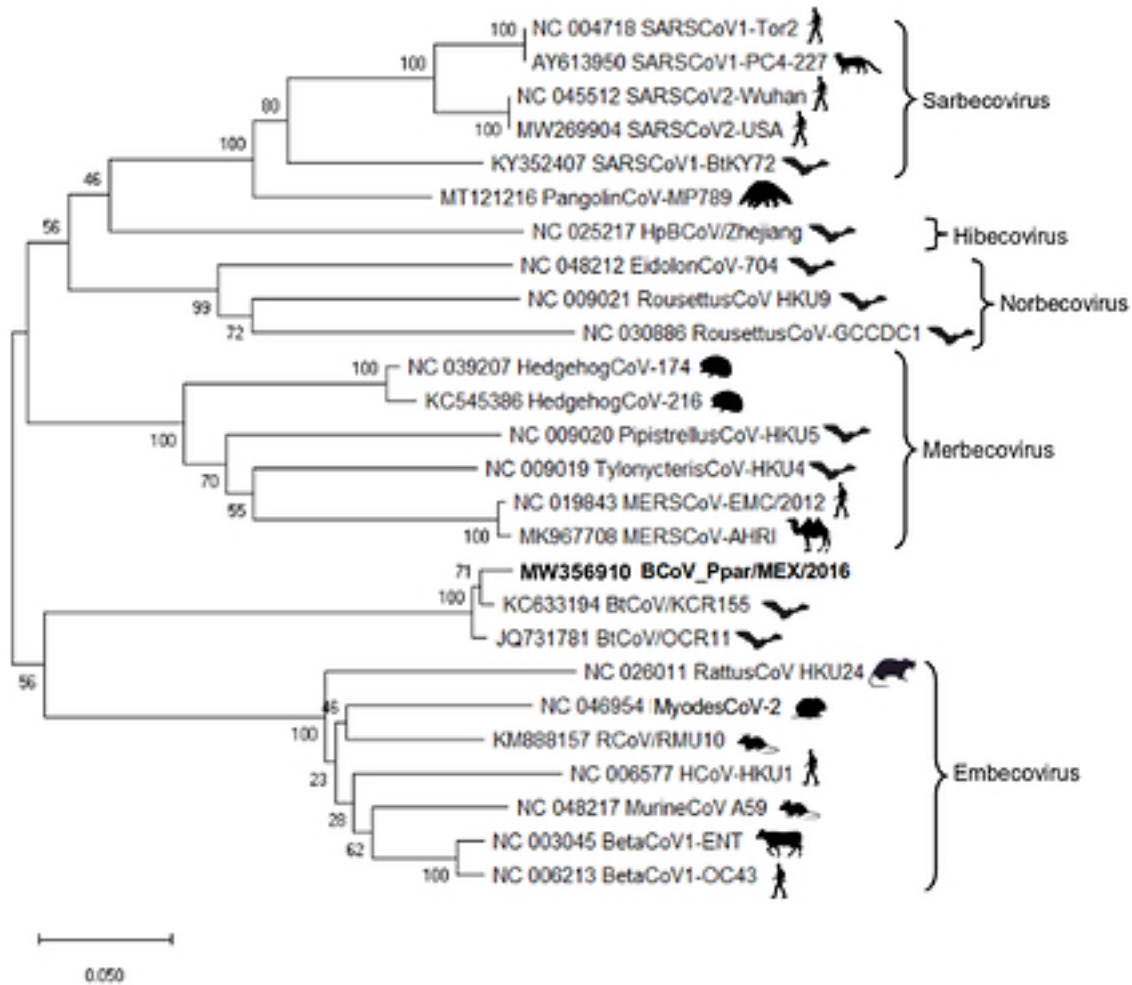 100
NC 004718 SARSCoV1-Tor2
AY613950 SARSCoV1-PC4-227
100
NC 045512 SARSCoV2-Wuhan
Sarbecovirus
80
100
MW269904 SARSCoV2-USA
100
KY352407 SARSCoV1-BtKY72
46
MT121216 PangolinCoV-MP789
56
NC 025217 HpBCoV/Zhejiang
Hibecovirus
NC 048212 EidolonCoV-704
99
NC 009021 RousettusCoV HKU9
Norbecovirus
72
NC 030886 RousettusCoV-GCCDC1
100
NC 039207 HedgehogCoV-174
KC545386 HedgehogCoV-216
100
NC 009020 PipistrellusCoV-HKU5
Merbecovirus
70
NC 009019 TylonycterisCoV-HKU4
55
NC 019843 MERSCoV-EMC/2012
100
MK967708 MERSCoV-AHRI
71
MW356910 BCoV_Ppar/MEX/2016
100
KC633194 BtCoV/KCR155
JQ731781 BtCoV/OCR11
56
NC 026011 RattusCoV HKU24
46
NC 046954 MyodesCoV-2
100
KM888157 RCoV/RMU10
23
NC 006577 HCoV-HKU1
Embecovirus
28
NC 048217 MurineCoV A59
62
NC 003045 BetaCoV1-ENT
100
NC 006213 BetaCoV1-OC43
0.050